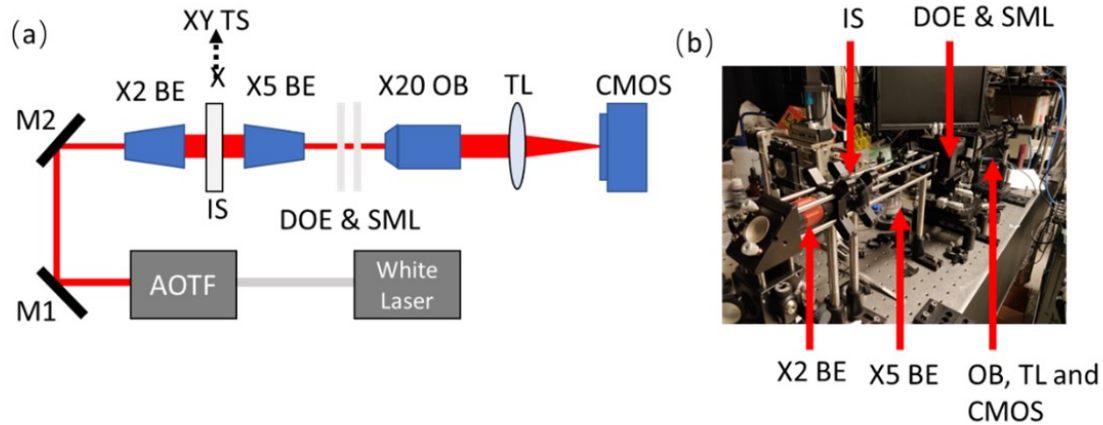 (a)
XY TS
X
X2 BE
X5 BE
X20 OB
TL
CMOS
M2
IS
DOE & SML
M1
AOTF
White
Laser
(b)
IS
DOE & SML
X2 BE
X5 BE
OB, TL and
CMOS